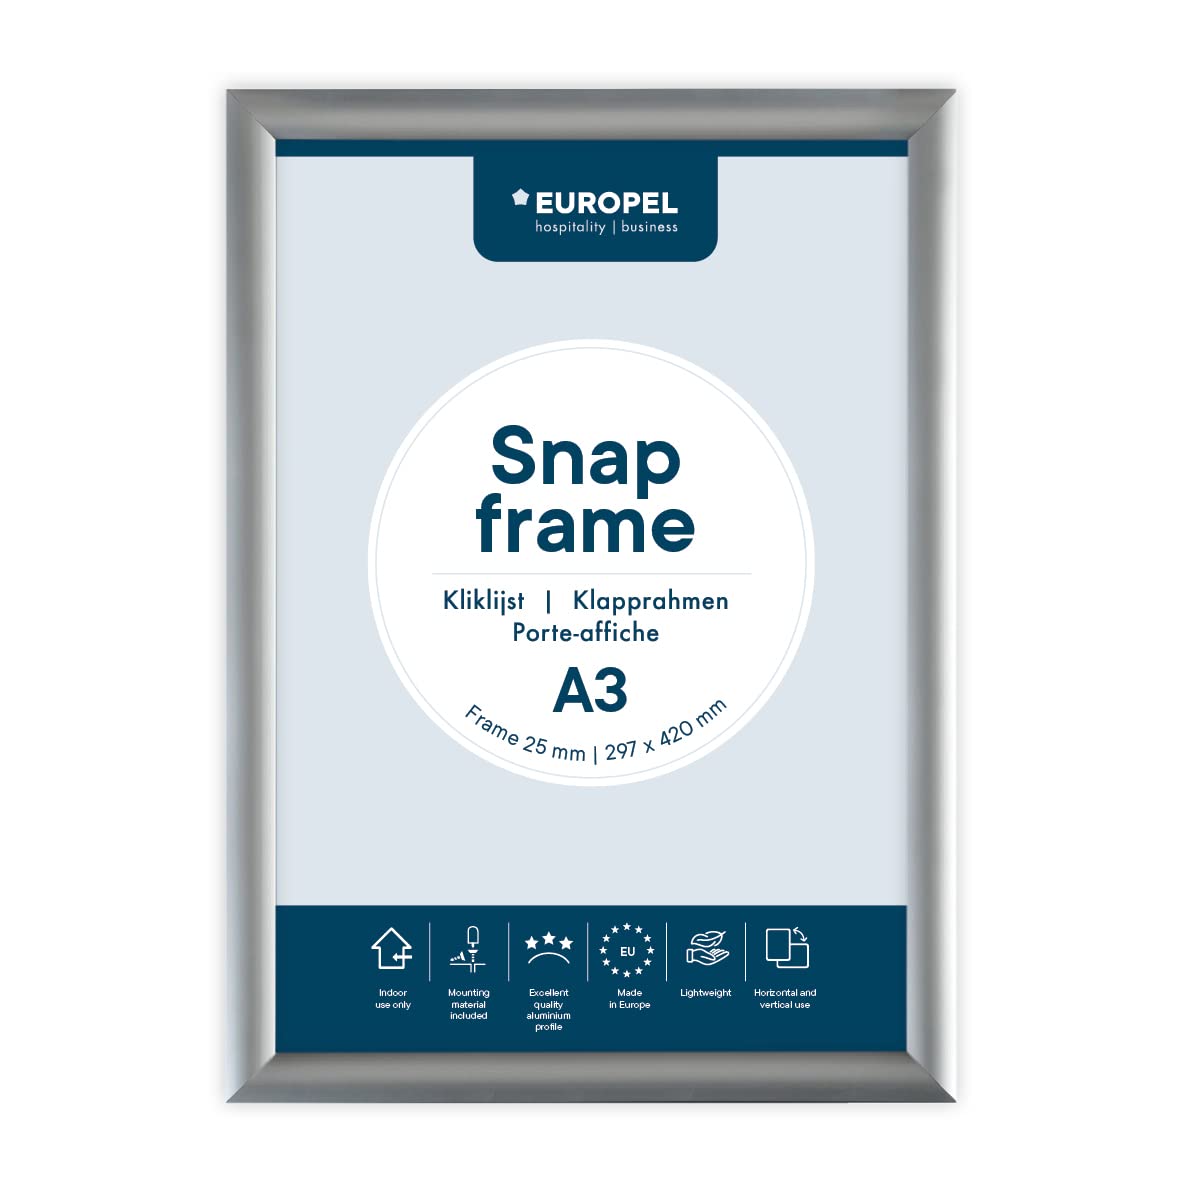 EUROPEL
hospitality | business
Snap
frame
Kliklijst | Klapprahmen
Porte-affiche
A3
Frame 25 mm | 297 x 420 mm
EU
Indoor
use only
Mounting
material
included
Excellent
quality
aluminium
profile
Made
in Europe
Lightweight
Horizontal and
vertical use